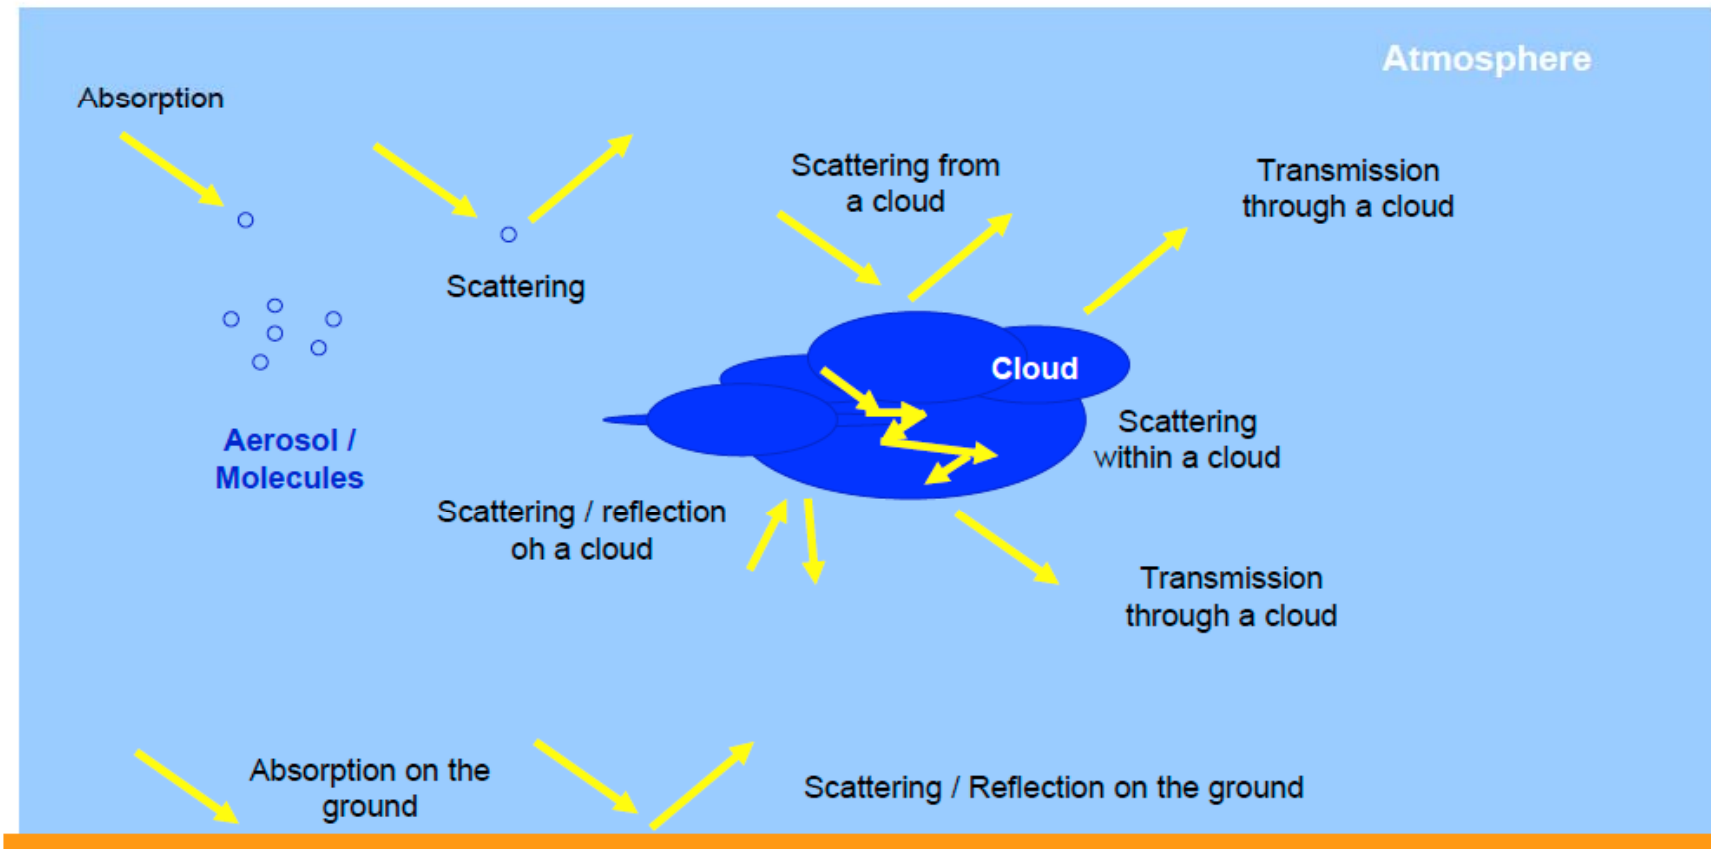 Atmosphere
Absorption
Scattering from
a cloud
Transmission
through a cloud
Scattering
Cloud
Scattering
within a cloud
Aerosol /
Molecules
Scattering / reflection
oh a cloud
Transmission
through a cloud
Absorption on the
ground
Scattering / Reflection on the ground